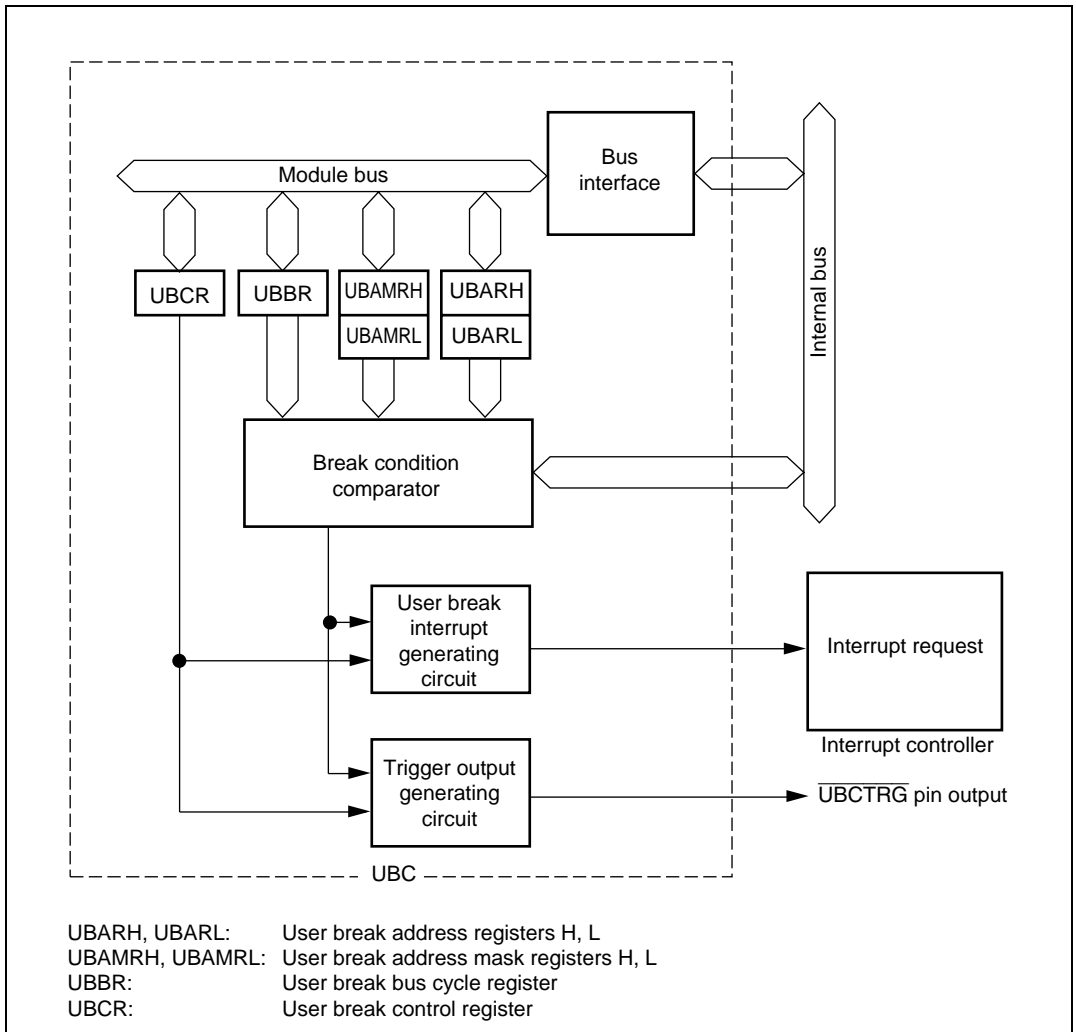 Bus
interface
Module bus
Internal bus
UBCR
UBBR
UBAMRH
UBARH
UBAMRL
UBARL
Break condition
comparator
User break
interrupt
generating
circuit
Interrupt request
Interrupt controller
Trigger output
generating
circuit
UBCTRG pin output
UBC
UBARH, UBARL: User break address registers H, L
UBAMRH, UBAMRL: User break address mask registers H, L
UBBR: User break bus cycle register
UBCR: User break control register